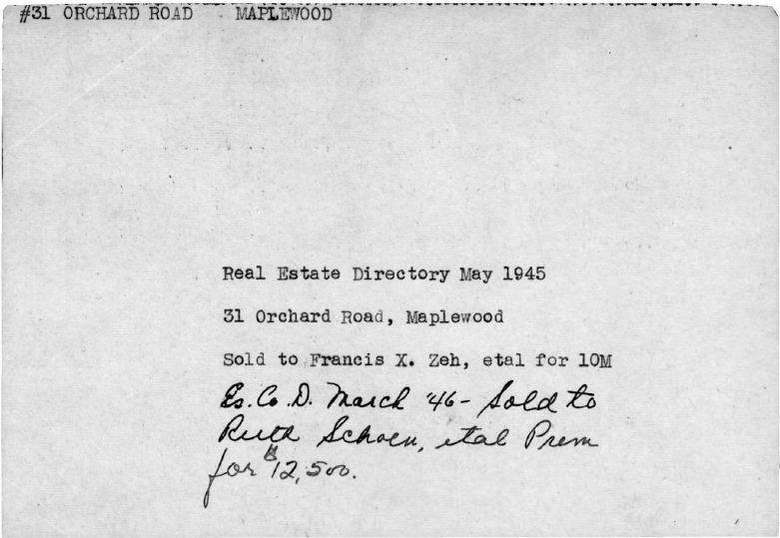 #31 ORCHARD ROAD MAPLEWOOD
Real Estate Directory May 1945
31 Orchard Road, Maplewood
Sold to Francis X. Zeh, etal for 10M
Es. Co. D. March '46 - Sold to
Ruth Schoen, etal Prem
for $12,500.